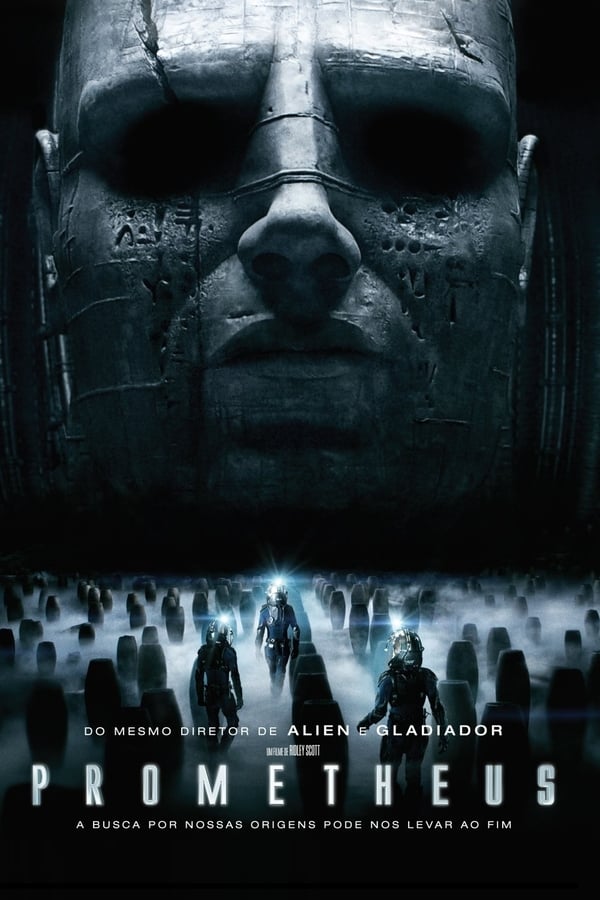 DO MESMO DIRETOR DE ALIEN E GLADIADOR
UM FILME DE RIDLEY SCOTT
PROMETHEUS
A BUSCA POR NOSSAS ORIGENS PODE NOS LEVAR AO FIM